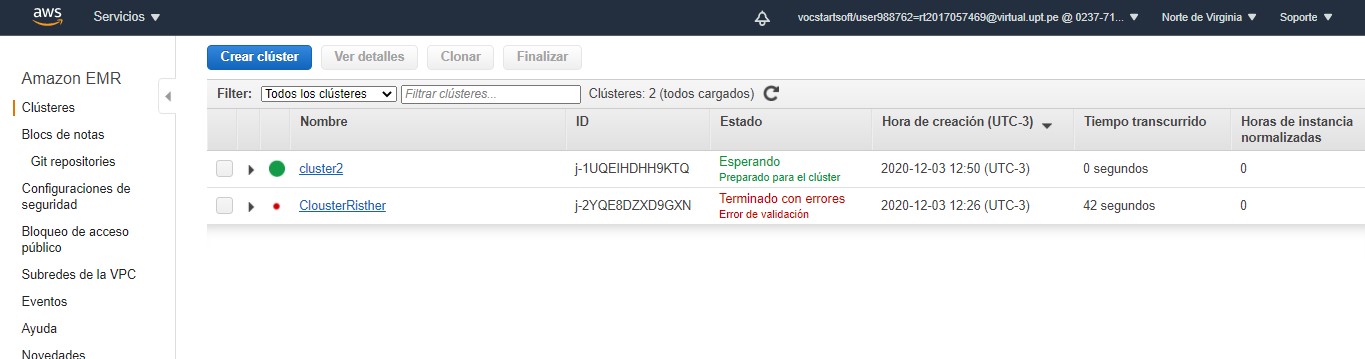 aws
Servicios
vocstartsoft/user988762=rt2017057469@virtual.upt.pe @ 0237-71...
Norte de Virginia
Soporte
Amazon EMR
Clústeres
Blocs de notas
Git repositories
Configuraciones de
seguridad
Bloqueo de acceso
público
Subredes de la VPC
Eventos
Ayuda
Novedades
Crear clúster
Ver detalles
Clonar
Finalizar
Filter:
Todos los clústeres
Filtrar clústeres...
Clústeres: 2 (todos cargados)
Nombre
ID
Estado
Hora de creación (UTC-3)
Tiempo transcurrido
Horas de instancia
normalizadas
cluster2
j-1UQEIHDHH9KTQ
Esperando
Preparado para el clúster
2020-12-03 12:50 (UTC-3)
0 segundos
0
ClousterRisther
j-2YQE8DZXD9GXN
Terminado con errores
Error de validación
2020-12-03 12:26 (UTC-3)
42 segundos
0